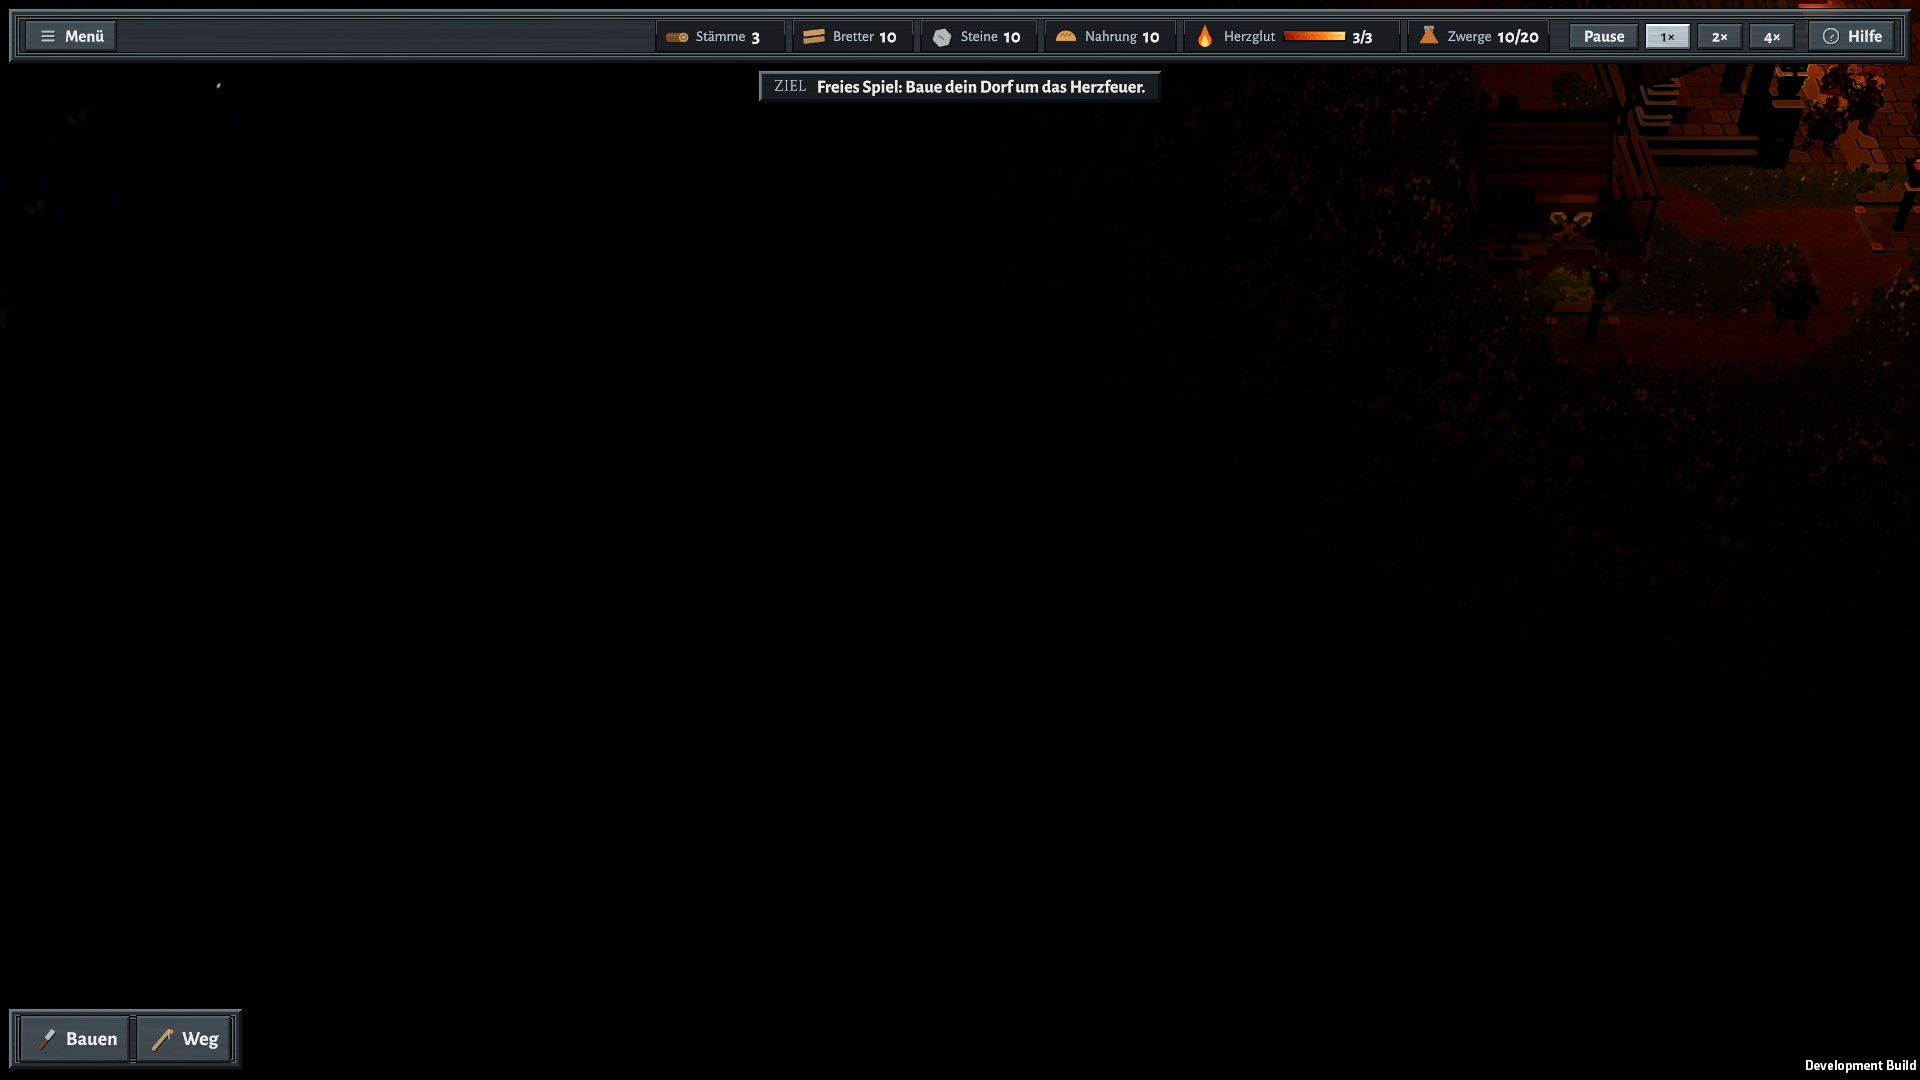 Menü
Stämme 3
Bretter 10
Steine 10
Nahrung 10
Herzglut 3/3
Zwerge 10/20
Pause
1×
2×
4×
Hilfe
ZIEL Freies Spiel: Baue dein Dorf um das Herzfeuer.
Bauen
Weg
Development Build